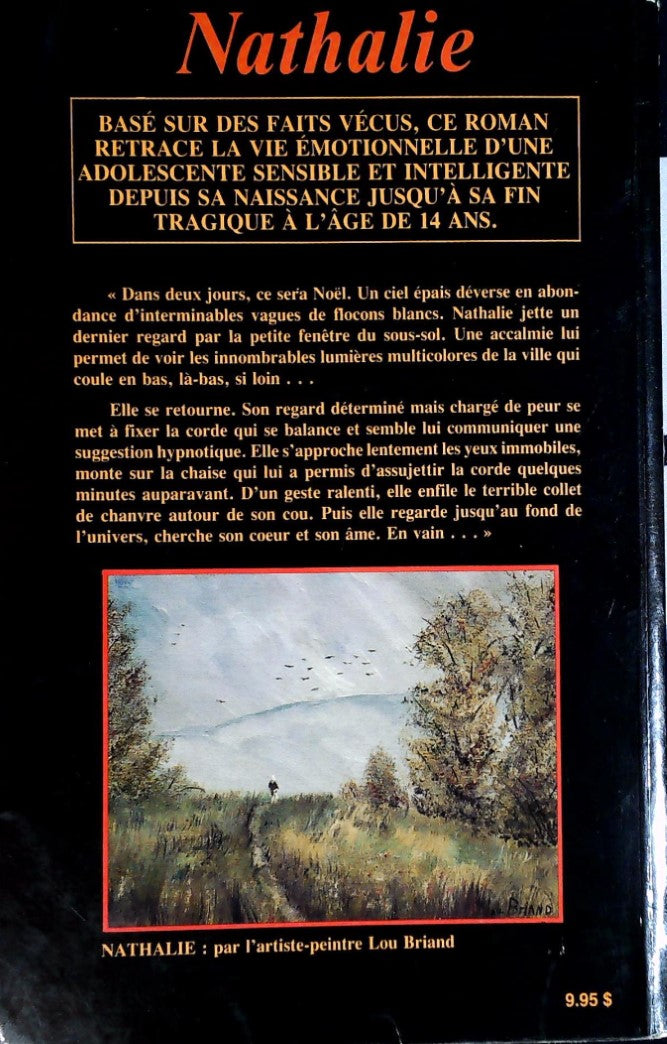 Nathalie
BASÉ SUR DES FAITS VÉCUS, CE ROMAN
RETRACE LA VIE ÉMOTIONNELLE D'UNE
ADOLESCENTE SENSIBLE ET INTELLIGENTE
DEPUIS SA NAISSANCE JUSQU'À SA FIN
TRAGIQUE À L'ÂGE DE 14 ANS.
« Dans deux jours, ce sera Noël. Un ciel épais déverse en abon-
dance d'interminables vagues de flocons blancs. Nathalie jette un
dernier regard par la petite fenêtre du sous-sol. Une accalmie lui
permet de voir les innombrables lumières multicolores de la ville qui
coule en bas, là-bas, si loin . . .
Elle se retourne. Son regard déterminé mais chargé de peur se
met à fixer la corde qui se balance et semble lui communiquer une
suggestion hypnotique. Elle s'approche lentement les yeux immobiles,
monte sur la chaise qui lui a permis d'assujettir la corde quelques
minutes auparavant. D'un geste ralenti, elle enfile le terrible collet
de chanvre autour de son cou. Puis elle regarde jusqu'au fond de
l'univers, cherche son coeur et son âme. En vain . . . »
BRIAND
NATHALIE : par l'artiste-peintre Lou Briand
9.95 $